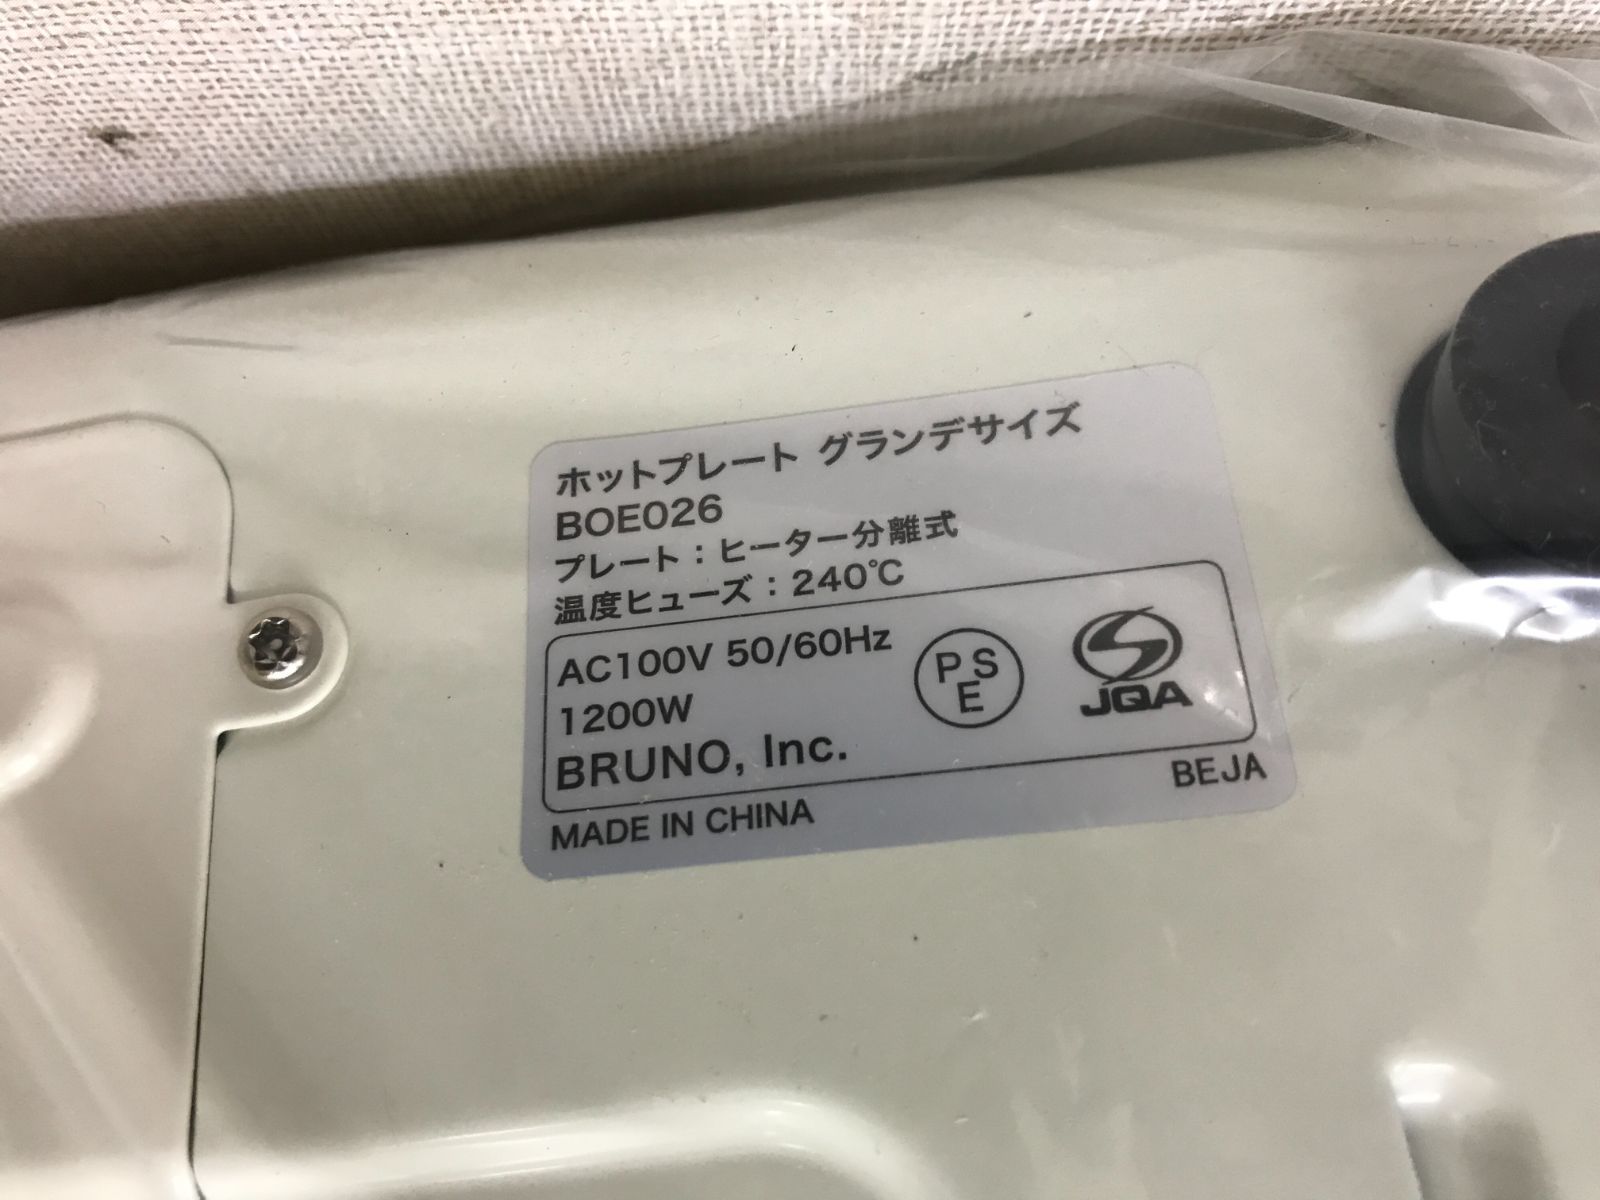 ホットプレート グランデサイズ
BOE026
プレート：ヒーター分離式
温度ヒューズ：240℃
AC100V 50/60Hz
1200W
BRUNO, Inc.
PSE
JQA
MADE IN CHINA
BEJA